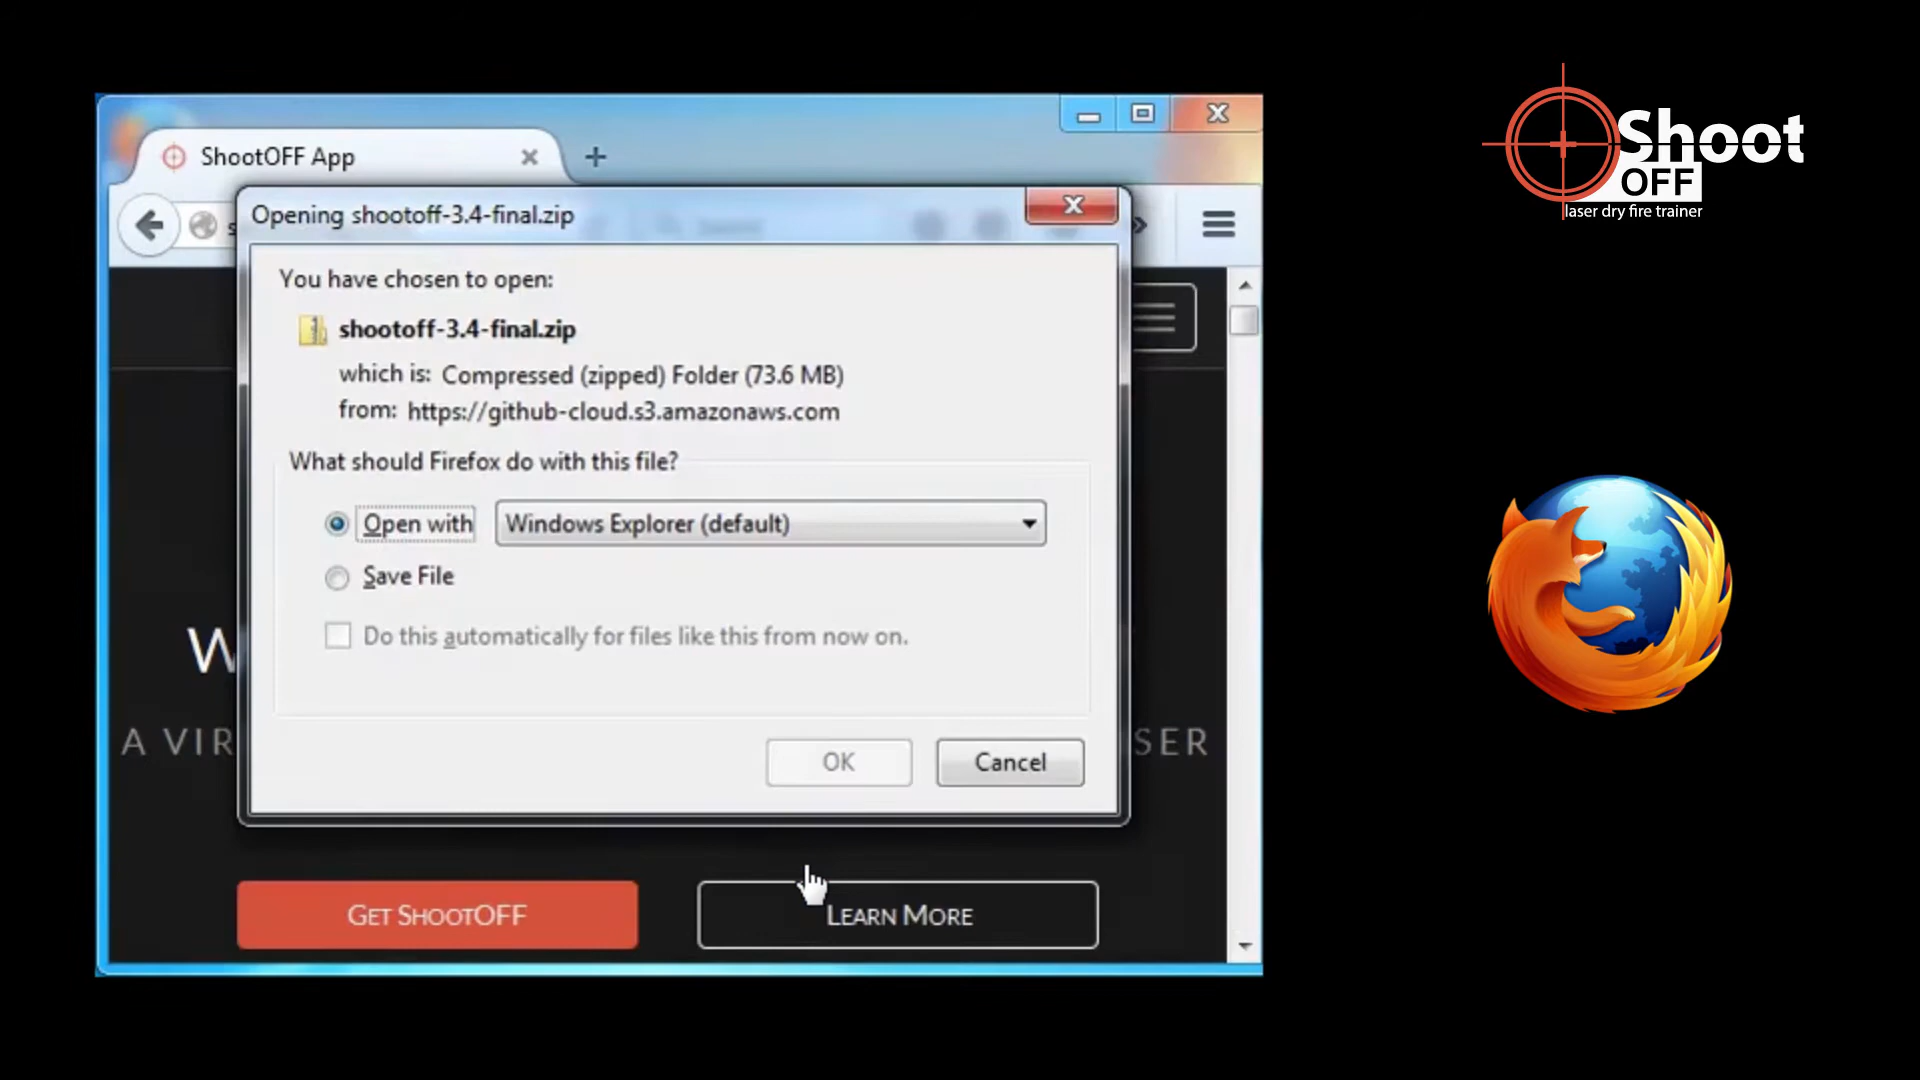 ShootOFF App
Opening shootoff-3.4-final.zip
You have chosen to open:
shootoff-3.4-final.zip
which is: Compressed (zipped) Folder (73.6 MB)
from: https://github-cloud.s3.amazonaws.com
What should Firefox do with this file?
Open with
Windows Explorer (default)
Save File
Do this automatically for files like this from now on.
OK
Cancel
W
A VIR
SER
GET SHOOTOFF
LEARN MORE
Shoot
OFF
laser dry fire trainer